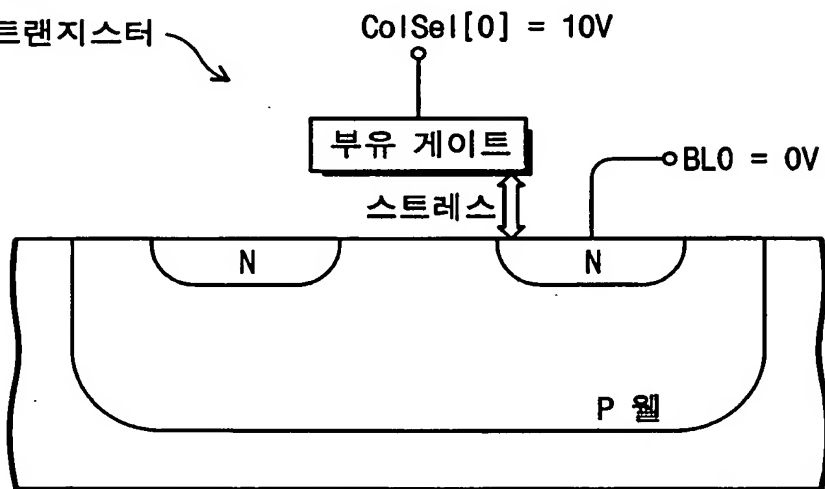 트랜지스터
ColSel[0] = 10V
부유 게이트
BL0 = 0V
스트레스
N
N
P 웰